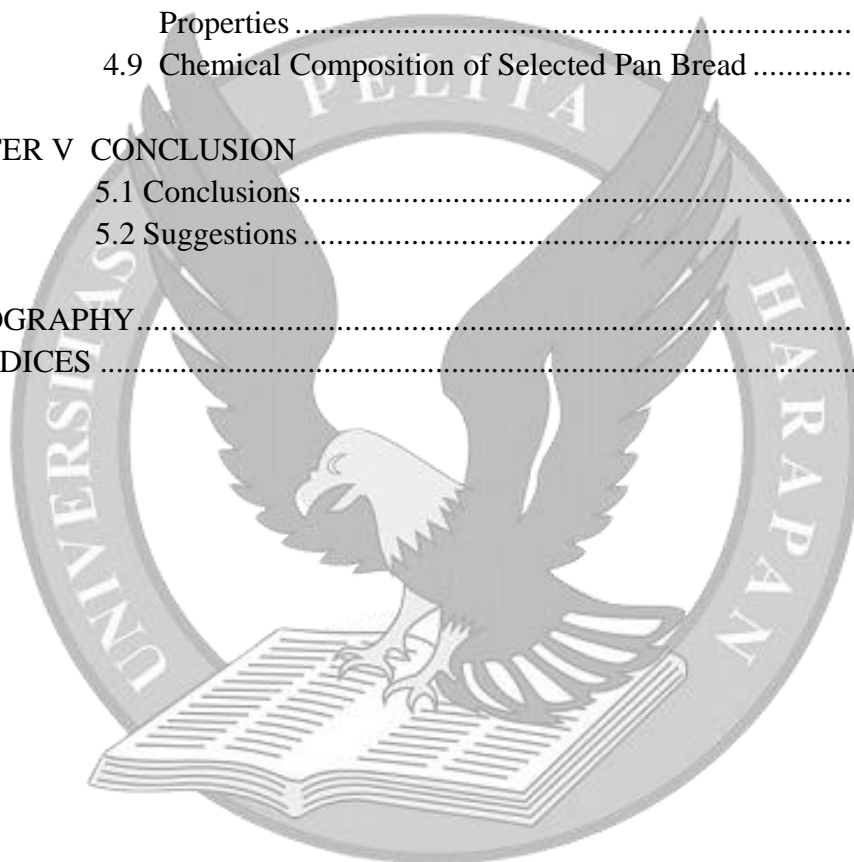 Properties ..............................................................
4.9 Chemical Composition of Selected Pan Bread ............
TER V CONCLUSION
5.1 Conclusions..............................................................
5.2 Suggestions ..............................................................
OGRAPHY..............................................................
DICES ..............................................................
UNIVERSITAS PELITA HARAPAN